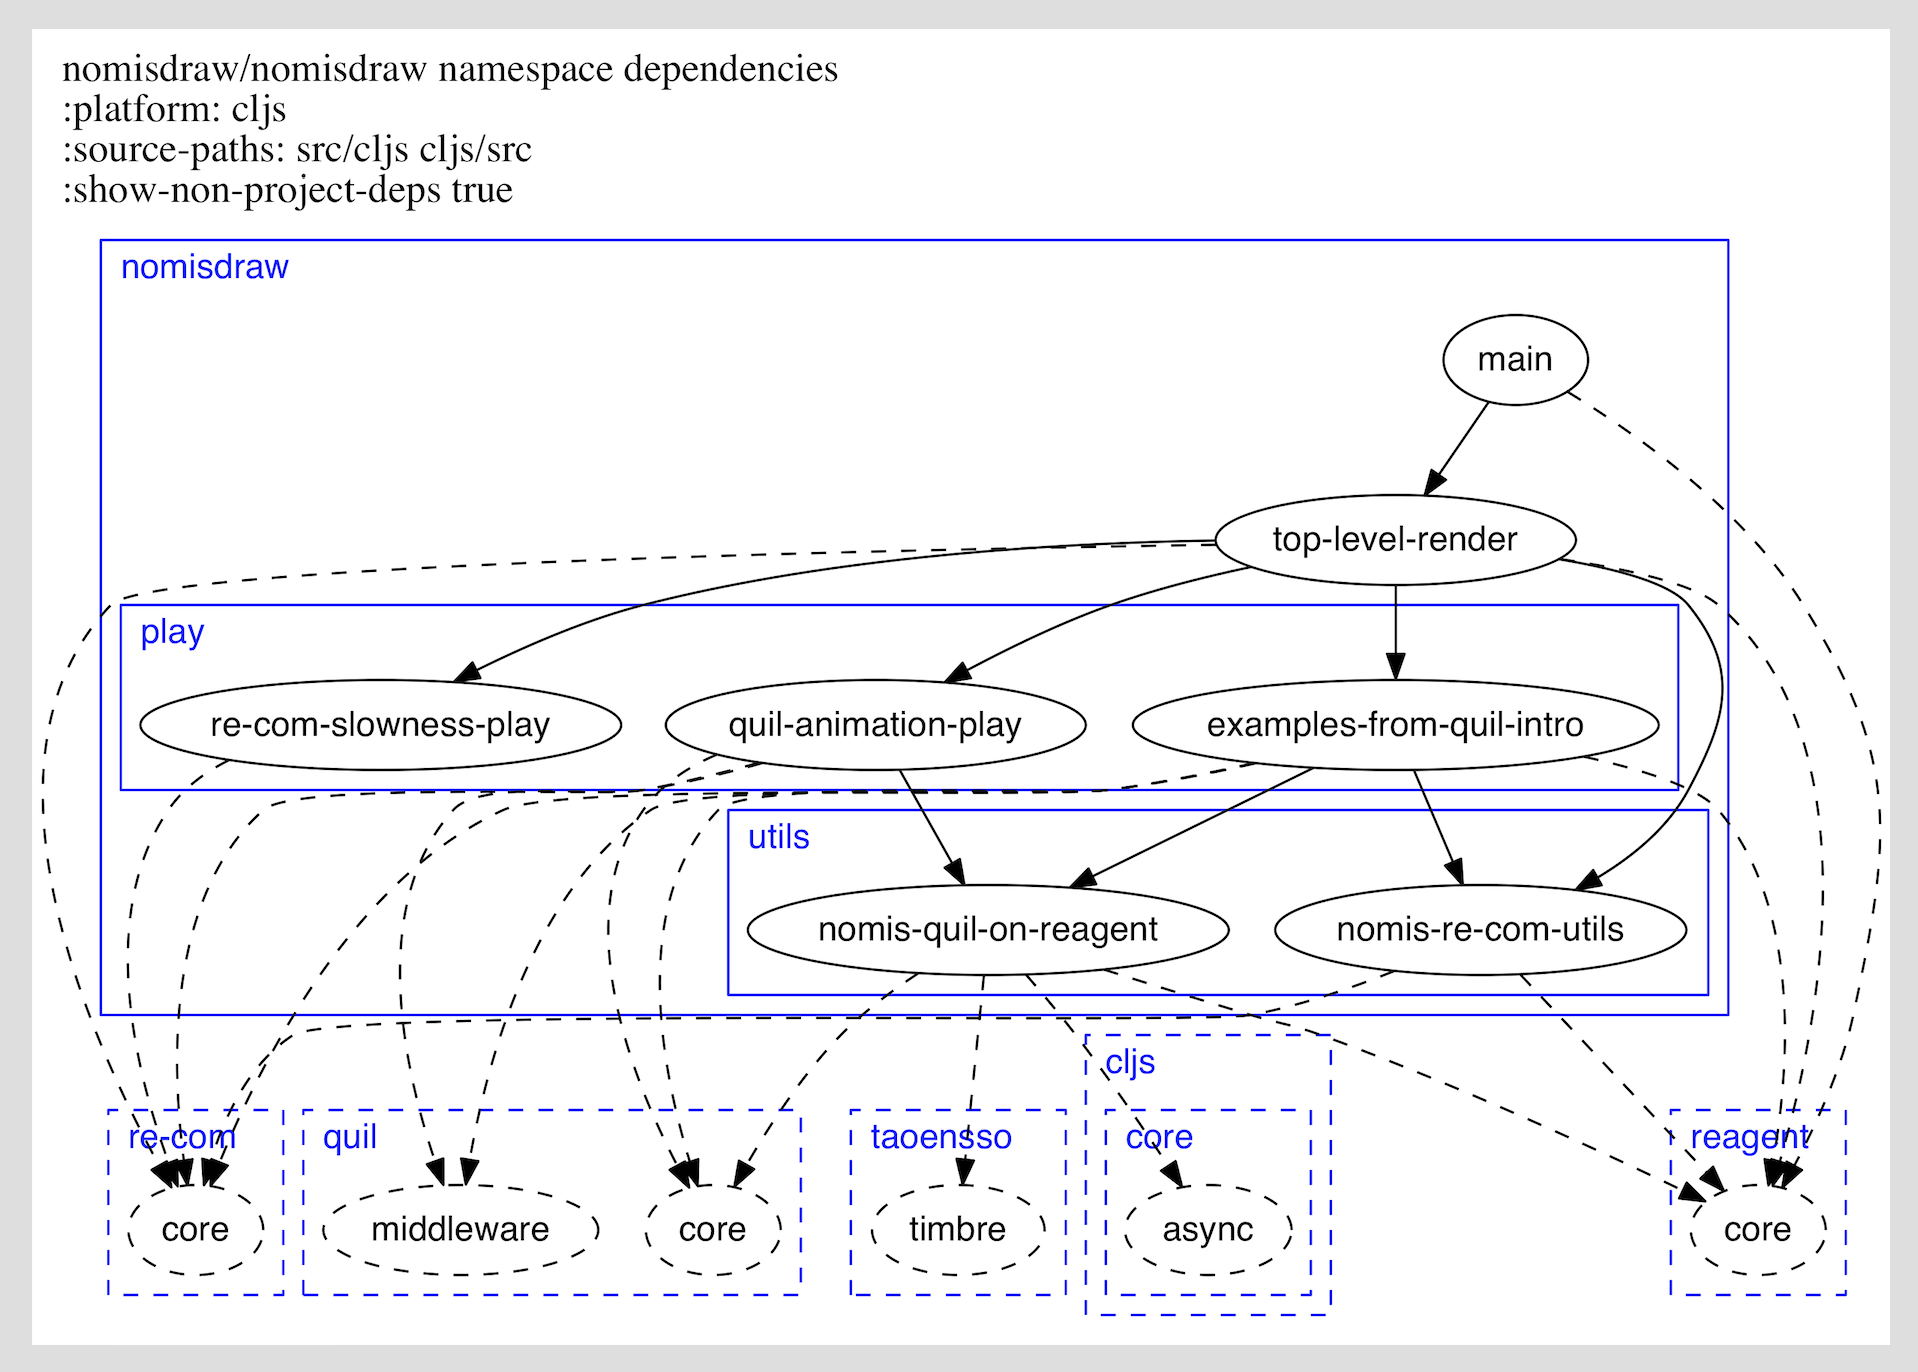 nomisdraw/nomisdraw namespace dependencies
:platform: cljs
:source-paths: src/cljs cljs/src
:show-non-project-deps true
nomisdraw
main
top-level-render
play
re-com-slowness-play
quil-animation-play
examples-from-quil-intro
utils
nomis-quil-on-reagent
nomis-re-com-utils
cljs
re-com
quil
taoensso
core
reagent
core
middleware
core
timbre
async
core